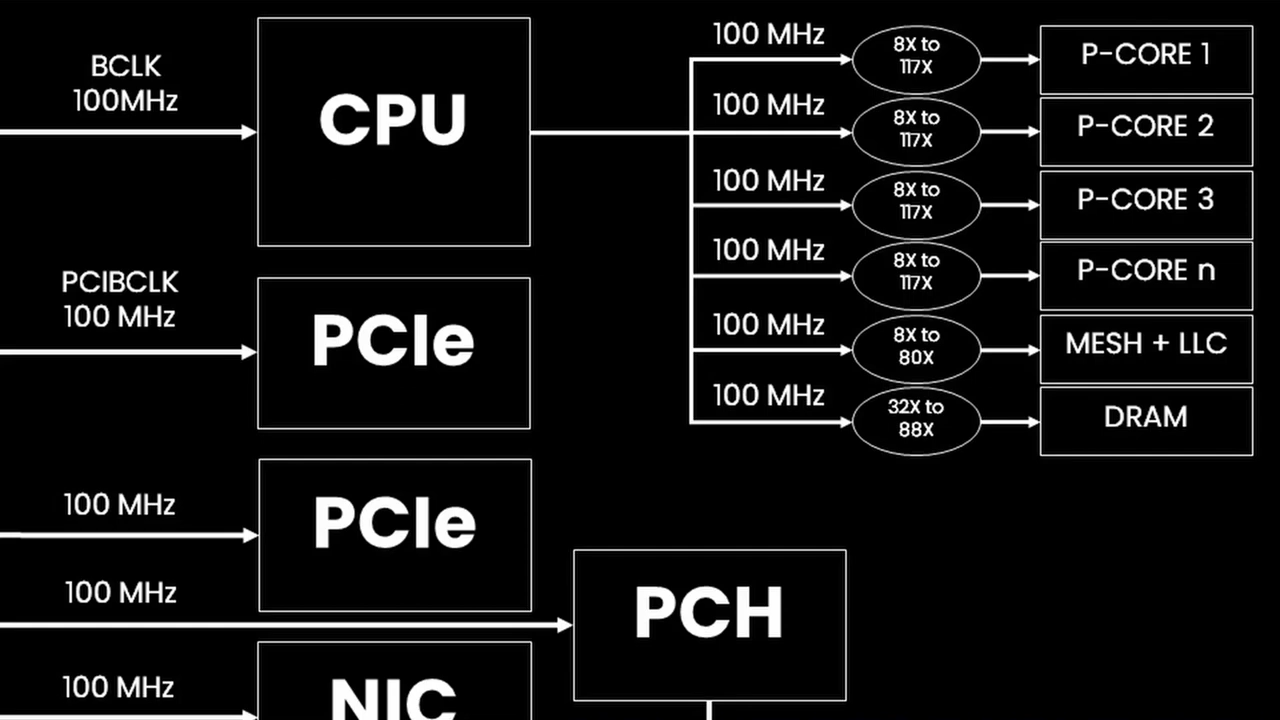 BCLK
100MHz
CPU
100 MHz
8X to
117X
P-CORE 1
100 MHz
8X to
117X
P-CORE 2
100 MHz
8X to
117X
P-CORE 3
100 MHz
8X to
117X
P-CORE n
100 MHz
8X to
80X
MESH + LLC
100 MHz
32X to
88X
DRAM
PCIBCLK
100 MHz
PCIe
100 MHz
PCIe
100 MHz
PCH
100 MHz
NIC